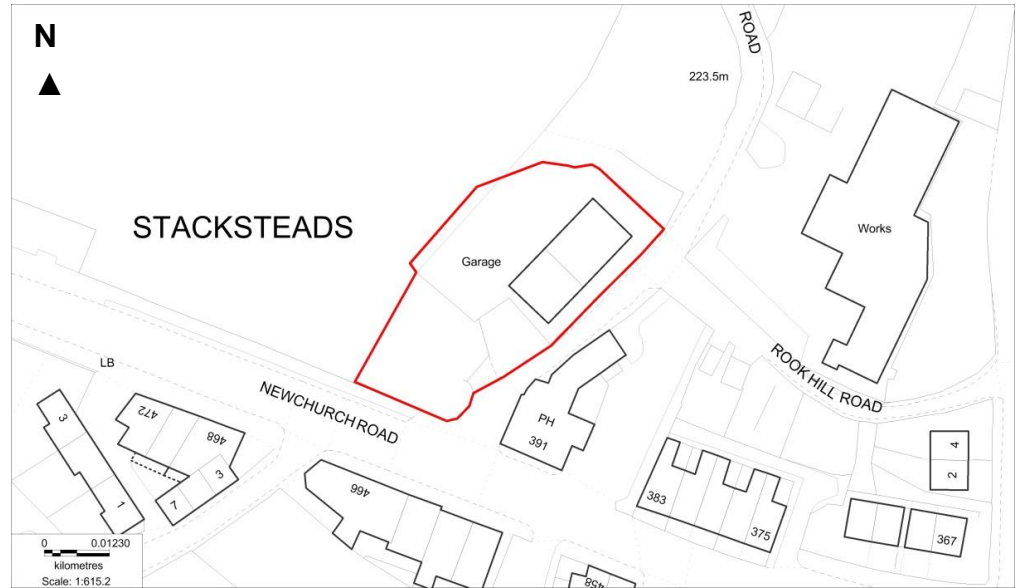 N
ROAD
223.5m
STACKSTEADS
Garage
Works
LB
NEWCHURCH ROAD
ROOK HILL ROAD
PH
391
3
472
468
3
7
1
466
383
375
4
2
367
458
0 0.01230
kilometres
Scale: 1:615.2